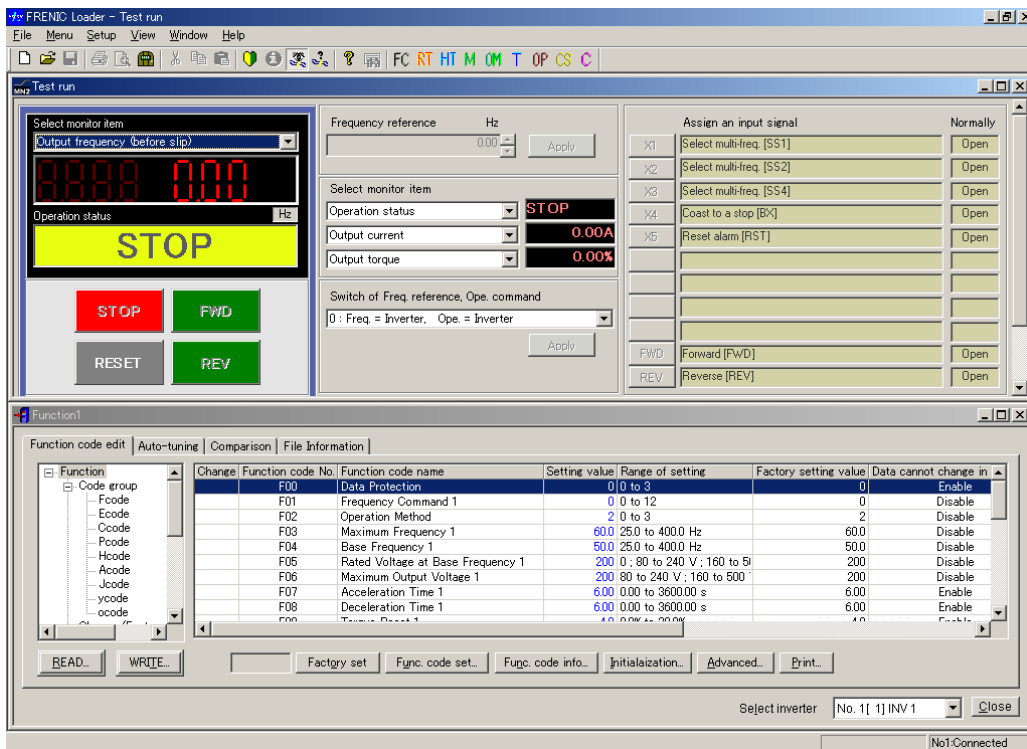 FRENIC Loader - Test run
File Menu Setup View Window Help
FC RT HT M OM T OP CS C
MN2 Test run
Select monitor item
Output frequency (before slip)
0.00
Operation status Hz
STOP
STOP FWD
RESET REV
Frequency reference Hz
0.00 Apply
Select monitor item
Operation status STOP
Output current 0.00A
Output torque 0.00%
Switch of Freq. reference, Ope. command
0 : Freq. = Inverter, Ope. = Inverter
Apply
Assign an input signal Normally
X1 Select multi-freq. [SS1] Open
X2 Select multi-freq. [SS2] Open
X3 Select multi-freq. [SS4] Open
X4 Coast to a stop [BX] Open
X5 Reset alarm [RST] Open
FWD Forward [FWD] Open
REV Reverse [REV] Open
Function1
Function code edit Auto-tuning Comparison File Information
Function
Code group
Fcode
Ecode
Ccode
Pcode
Hcode
Acode
Jcode
ycode
ocode
Change Function code No. Function code name Setting value Range of setting Factory setting value Data cannot change in
F00 Data Protection 0 0 to 3 0 Enable
F01 Frequency Command 1 0 0 to 12 0 Disable
F02 Operation Method 2 0 to 3 2 Disable
F03 Maximum Frequency 1 60.0 25.0 to 400.0 Hz 60.0 Disable
F04 Base Frequency 1 50.0 25.0 to 400.0 Hz 50.0 Disable
F05 Rated Voltage at Base Frequency 1 200 0 ; 80 to 240 V ; 160 to 5 200 Disable
F06 Maximum Output Voltage 1 200 80 to 240 V ; 160 to 500 200 Disable
F07 Acceleration Time 1 6.00 0.00 to 3600.00 s 6.00 Enable
F08 Deceleration Time 1 6.00 0.00 to 3600.00 s 6.00 Enable
READ... WRITE... Factory set Func. code set... Func. code info... Initialaization... Advanced... Print...
Select inverter No. 1[ 1] INV 1 Close
No1:Connected